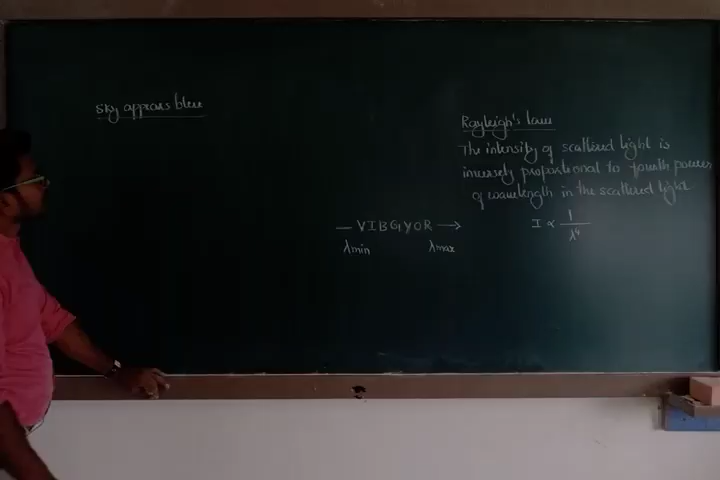 Sky appears blue
Rayleigh's law
The intensity of scattered light is
inversely proportional to fourth power
of wavelength in the scattered light
— VIBGYOR →
λmin λmax
I ∝ 1/λ⁴